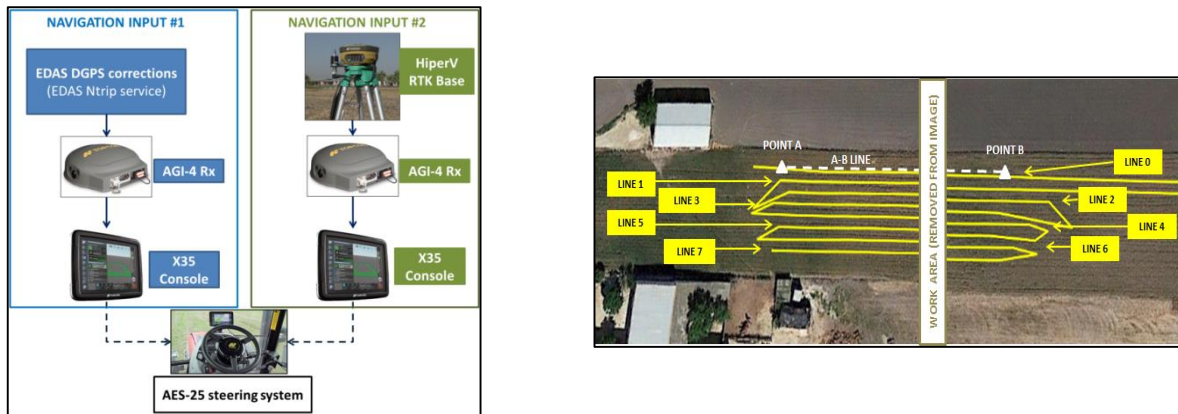 NAVIGATION INPUT #1
EDAS DGPS corrections
(EDAS Ntrip service)
AGI-4 Rx
X35
Console
NAVIGATION INPUT #2
HiperV
RTK Base
AGI-4 Rx
X35
Console
AES-25 steering system
POINT A
A-B LINE
POINT B
LINE 0
LINE 1
LINE 2
LINE 3
LINE 4
LINE 5
LINE 6
LINE 7
WORK AREA (REMOVED FROM IMAGE)